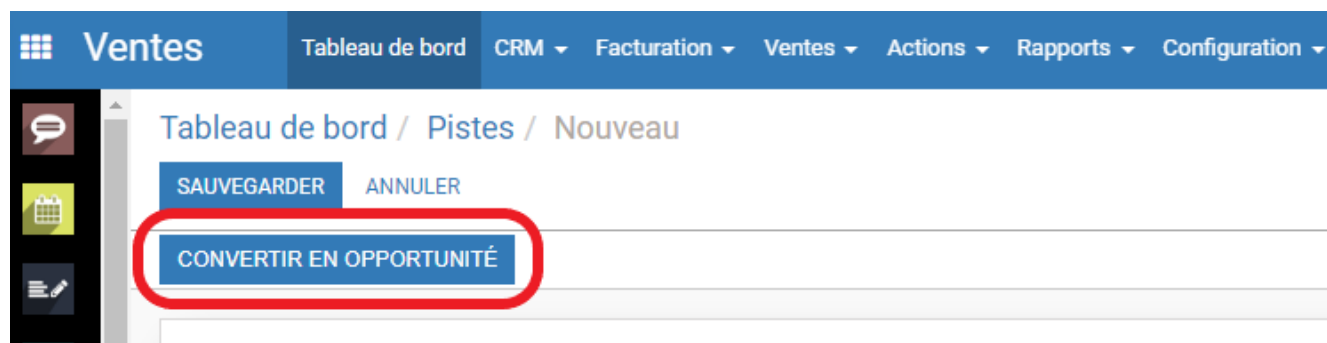 Ventes Tableau de bord CRM Facturation Ventes Actions Rapports Configuration
Tableau de bord / Pistes / Nouveau
SAUVEGARDER ANNULER
CONVERTIR EN OPPORTUNITÉ